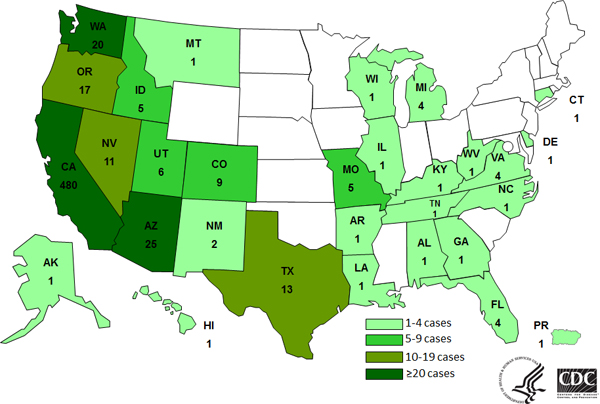 WA
20
MT
1
OR
17
ID
5
WI
1
MI
4
CT
1
NV
11
UT
6
CO
9
CA
480
IL
1
MO
5
KY
1
WV
1
VA
4
DE
1
NC
1
TN
1
AZ
25
NM
2
AR
1
AL
1
GA
1
LA
1
TX
13
AK
1
HI
1
FL
4
PR
1
1-4 cases
5-9 cases
10-19 cases
≥20 cases
CDC